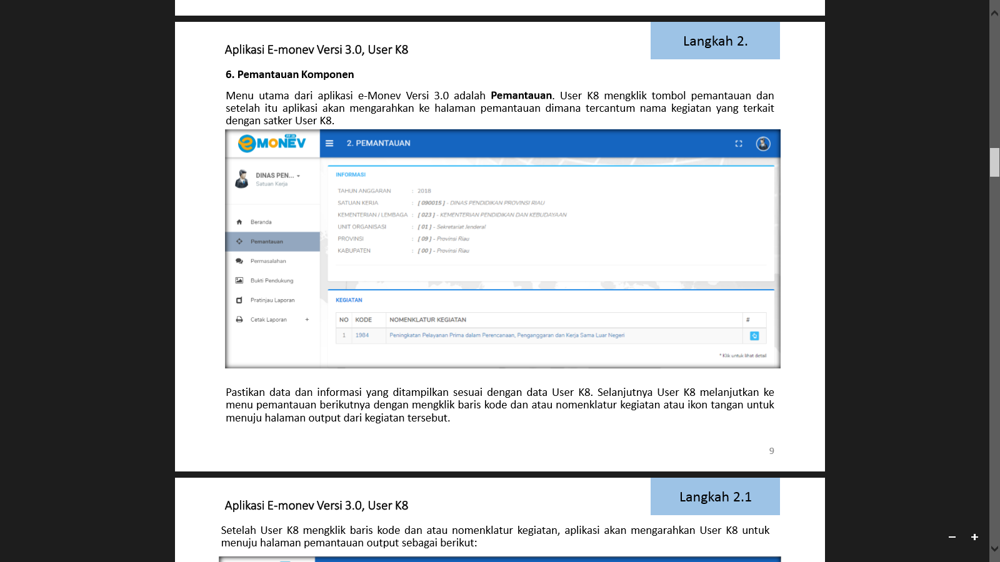 Langkah 2.
Aplikasi E-monev Versi 3.0, User K8
6. Pemantauan Komponen
Menu utama dari aplikasi e-Monev Versi 3.0 adalah Pemantauan. User K8 mengklik tombol pemantauan dan
setelah itu aplikasi akan mengarahkan ke halaman pemantauan dimana tercantum nama kegiatan yang terkait
dengan satker User K8.
eMONEV
2. PEMANTAUAN
DINAS PEN...
Satuan Kerja
Beranda
Pemantauan
Permasalahan
Bukti Pendukung
Pratinjau Laporan
Cetak Laporan +
INFORMASI
TAHUN ANGGARAN : 2018
SATUAN KERJA : [ 090015 ] - DINAS PENDIDIKAN PROVINSI RIAU
KEMENTERIAN / LEMBAGA : [ 023 ] - KEMENTERIAN PENDIDIKAN DAN KEBUDAYAAN
UNIT ORGANISASI : [ 01 ] - Sekretariat Jenderal
PROVINSI : [ 09 ] - Provinsi Riau
KABUPATEN : [ 00 ] - Provinsi Riau
KEGIATAN
NO KODE NOMENKLATUR KEGIATAN #
1 1984 Peningkatan Pelayanan Prima dalam Perencanaan, Penganggaran dan Kerja Sama Luar Negeri
* Klik untuk lihat detail
Pastikan data dan informasi yang ditampilkan sesuai dengan data User K8. Selanjutnya User K8 melanjutkan ke
menu pemantauan berikutnya dengan mengklik baris kode dan atau nomenklatur kegiatan atau ikon tangan untuk
menuju halaman output dari kegiatan tersebut.
9
Langkah 2.1
Aplikasi E-monev Versi 3.0, User K8
Setelah User K8 mengklik baris kode dan atau nomenklatur kegiatan, aplikasi akan mengarahkan User K8 untuk
menuju halaman pemantauan output sebagai berikut: